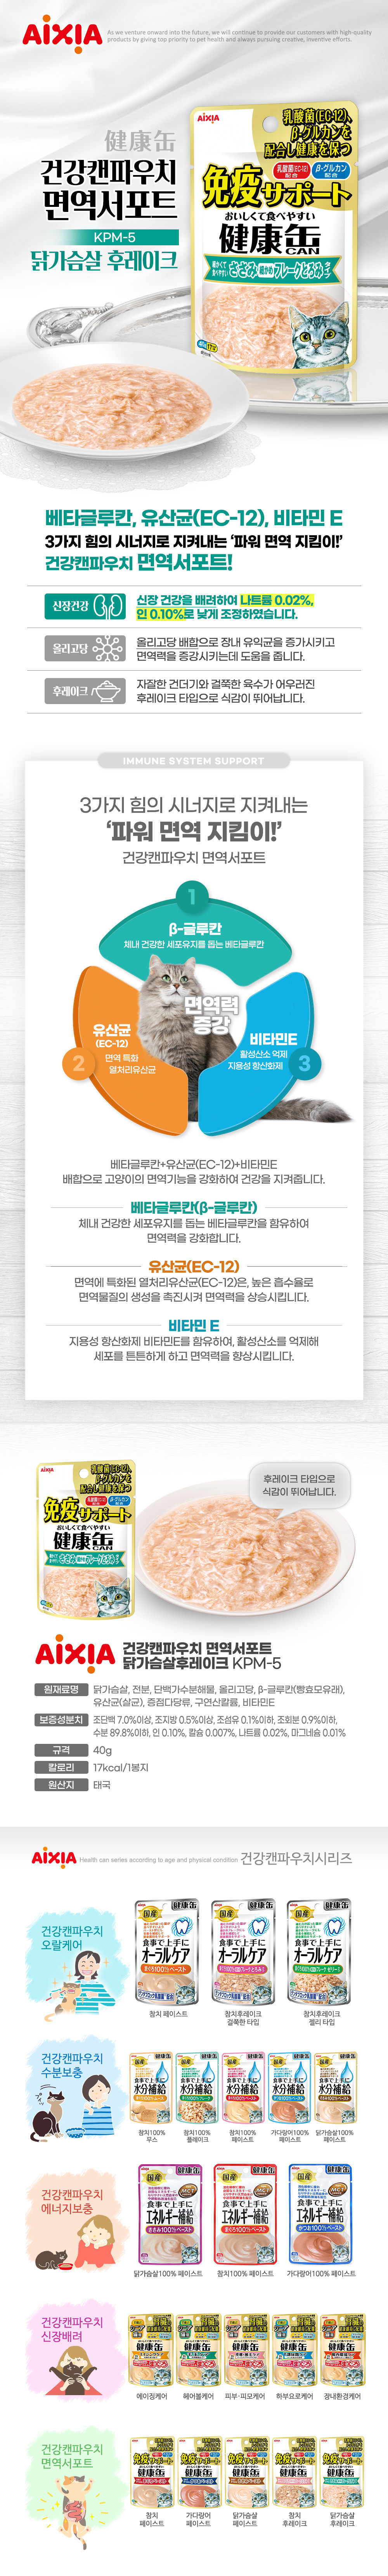 AIXIA
As we venture onward into the future, we will continue to provide our customers with high-quality
products by giving top priority to pet health and always pursuing creative, inventive efforts.
健康缶
건강캔파우치
면역서포트
KPM-5
닭가슴살 후레이크
AIXIA
乳酸菌(EC-12)、
β-グルカンを
配合し健康を保つ
乳酸菌(EC-12)
配合
β-グルカン
配合
免疫サポート
おいしくて食べやすい
健康缶
CAN
베타글루칸, 유산균(EC-12), 비타민 E
3가지 힘의 시너지로 지켜내는 ‘파워 면역 지킴이!’
건강캔파우치 면역서포트!
신장건강
신장 건강을 배려하여 나트륨 0.02%,
인 0.10%로 낮게 조정하였습니다.
올리고당
올리고당 배합으로 장내 유익균을 증가시키고
면역력을 증강시키는데 도움을 줍니다.
후레이크
자잘한 건더기와 걸쭉한 육수가 어우러진
후레이크 타입으로 식감이 뛰어납니다.
IMMUNE SYSTEM SUPPORT
3가지 힘의 시너지로 지켜내는
‘파워 면역 지킴이!’
건강캔파우치 면역서포트
1
β-글루칸
체내 건강한 세포유지를 돕는 베타글루칸
면역력
증강
유산균
(EC-12)
면역 특화
열처리유산균
2
비타민E
활성산소 억제
지용성 항산화제
3
베타글루칸+유산균(EC-12)+비타민E
배합으로 고양이의 면역기능을 강화하여 건강을 지켜줍니다.
베타글루칸(β-글루칸)
체내 건강한 세포유지를 돕는 베타글루칸을 함유하여
면역력을 강화합니다.
유산균(EC-12)
면역에 특화된 열처리유산균(EC-12)은, 높은 흡수율로
면역물질의 생성을 촉진시켜 면역력을 상승시킵니다.
비타민 E
지용성 항산화제 비타민E를 함유하여, 활성산소를 억제해
세포를 튼튼하게 하고 면역력을 향상시킵니다.
AIXIA
乳酸菌(EC-12)、
β-グルカンを
配合し健康を保つ
免疫サポート
おいしくて食べやすい
健康缶
후레이크 타입으로
식감이 뛰어납니다.
AIXIA
건강캔파우치 면역서포트
닭가슴살후레이크 KPM-5
원재료명
닭가슴살, 전분, 단백가수분해물, 올리고당, β-글루칸(빵효모유래),
유산균(살균), 증점다당류, 구연산칼륨, 비타민E
보증성분치
조단백 7.0%이상, 조지방 0.5%이상, 조섬유 0.1%이하, 조회분 0.9%이하,
수분 89.8%이하, 인 0.10%, 칼슘 0.007%, 나트륨 0.02%, 마그네슘 0.01%
규격
40g
칼로리
17kcal/1봉지
원산지
태국
AIXIA
Health can series according to age and physical condition
건강캔파우치시리즈
건강캔파우치
오랄케어
참치 페이스트
참치후레이크
걸쭉한 타입
참치후레이크
젤리 타입
건강캔파우치
수분보충
참치100%
무스
참치100%
플레이크
참치100%
페이스트
가다랑어100%
페이스트
닭가슴살100%
페이스트
건강캔파우치
에너지보충
닭가슴살100% 페이스트
참치100% 페이스트
가다랑어100% 페이스트
건강캔파우치
신장배려
에이징케어
헤어볼케어
피부·피모케어
하부요로케어
장내환경케어
건강캔파우치
면역서포트
참치
페이스트
가다랑어
페이스트
닭가슴살
페이스트
참치
후레이크
닭가슴살
후레이크